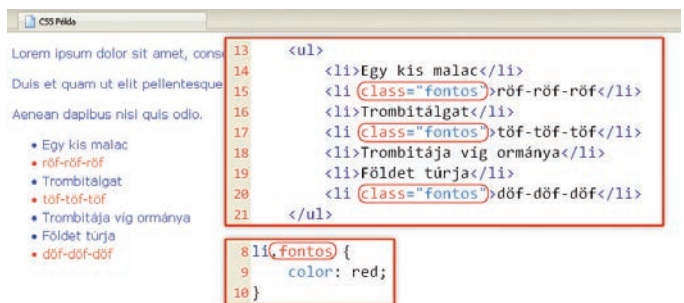 CSS Példa
Lorem ipsum dolor sit amet, conse
Duis et quam ut elit pellentesque
Aenean dapibus nisl quis odio.
• Egy kis malac
• röf-röf-röf
• Trombitálgat
• töf-töf-töf
• Trombitája víg ormánya
• Földet túrja
• döf-döf-döf
13 <ul>
14 <li>Egy kis malac</li>
15 <li class="fontos">röf-röf-röf</li>
16 <li>Trombitálgat</li>
17 <li class="fontos">töf-töf-töf</li>
18 <li>Trombitája víg ormánya</li>
19 <li>Földet túrja</li>
20 <li class="fontos">döf-döf-döf</li>
21 </ul>
8 li.fontos {
9 color: red;
10 }